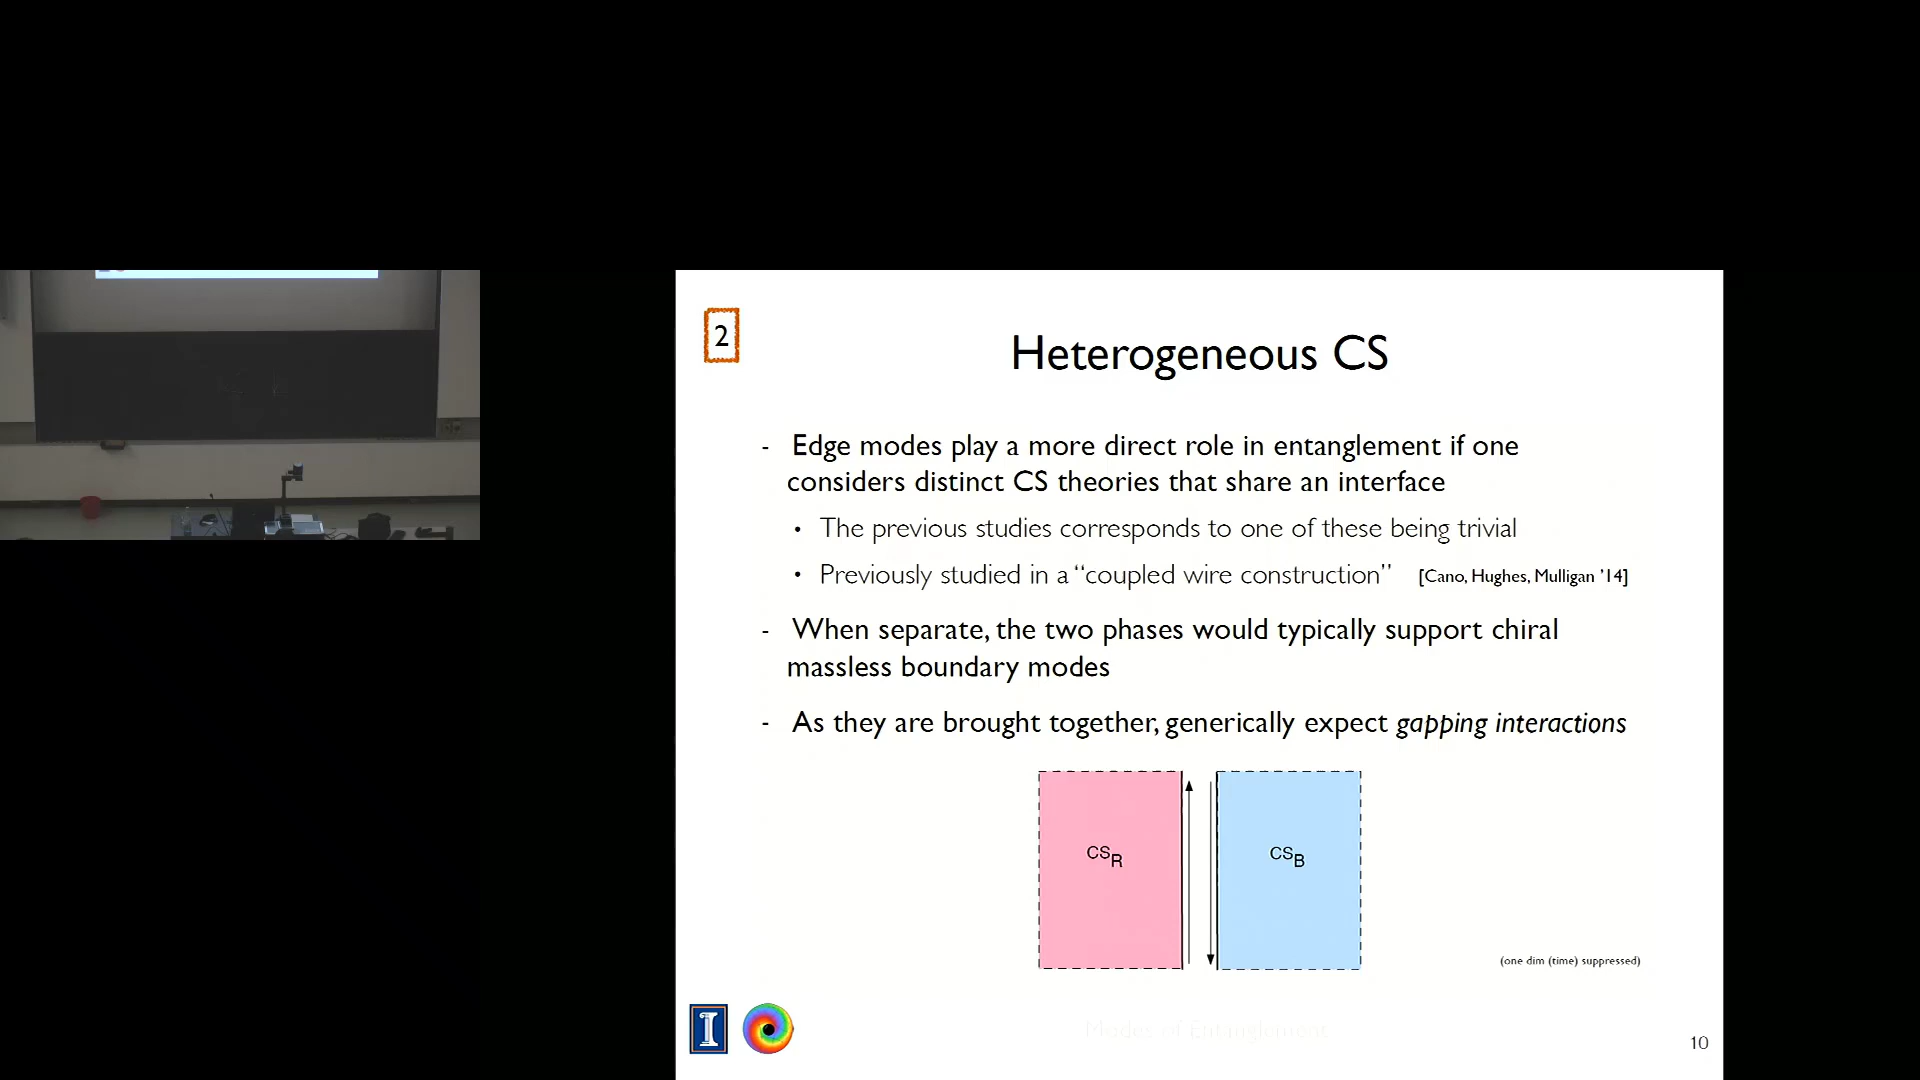 2
Heterogeneous CS
- Edge modes play a more direct role in entanglement if one
considers distinct CS theories that share an interface
• The previous studies corresponds to one of these being trivial
• Previously studied in a “coupled wire construction” [Cano, Hughes, Mulligan ’14]
- When separate, the two phases would typically support chiral
massless boundary modes
- As they are brought together, generically expect gapping interactions
CSR CSB
(one dim (time) suppressed)
I
Modes of Entanglement
10